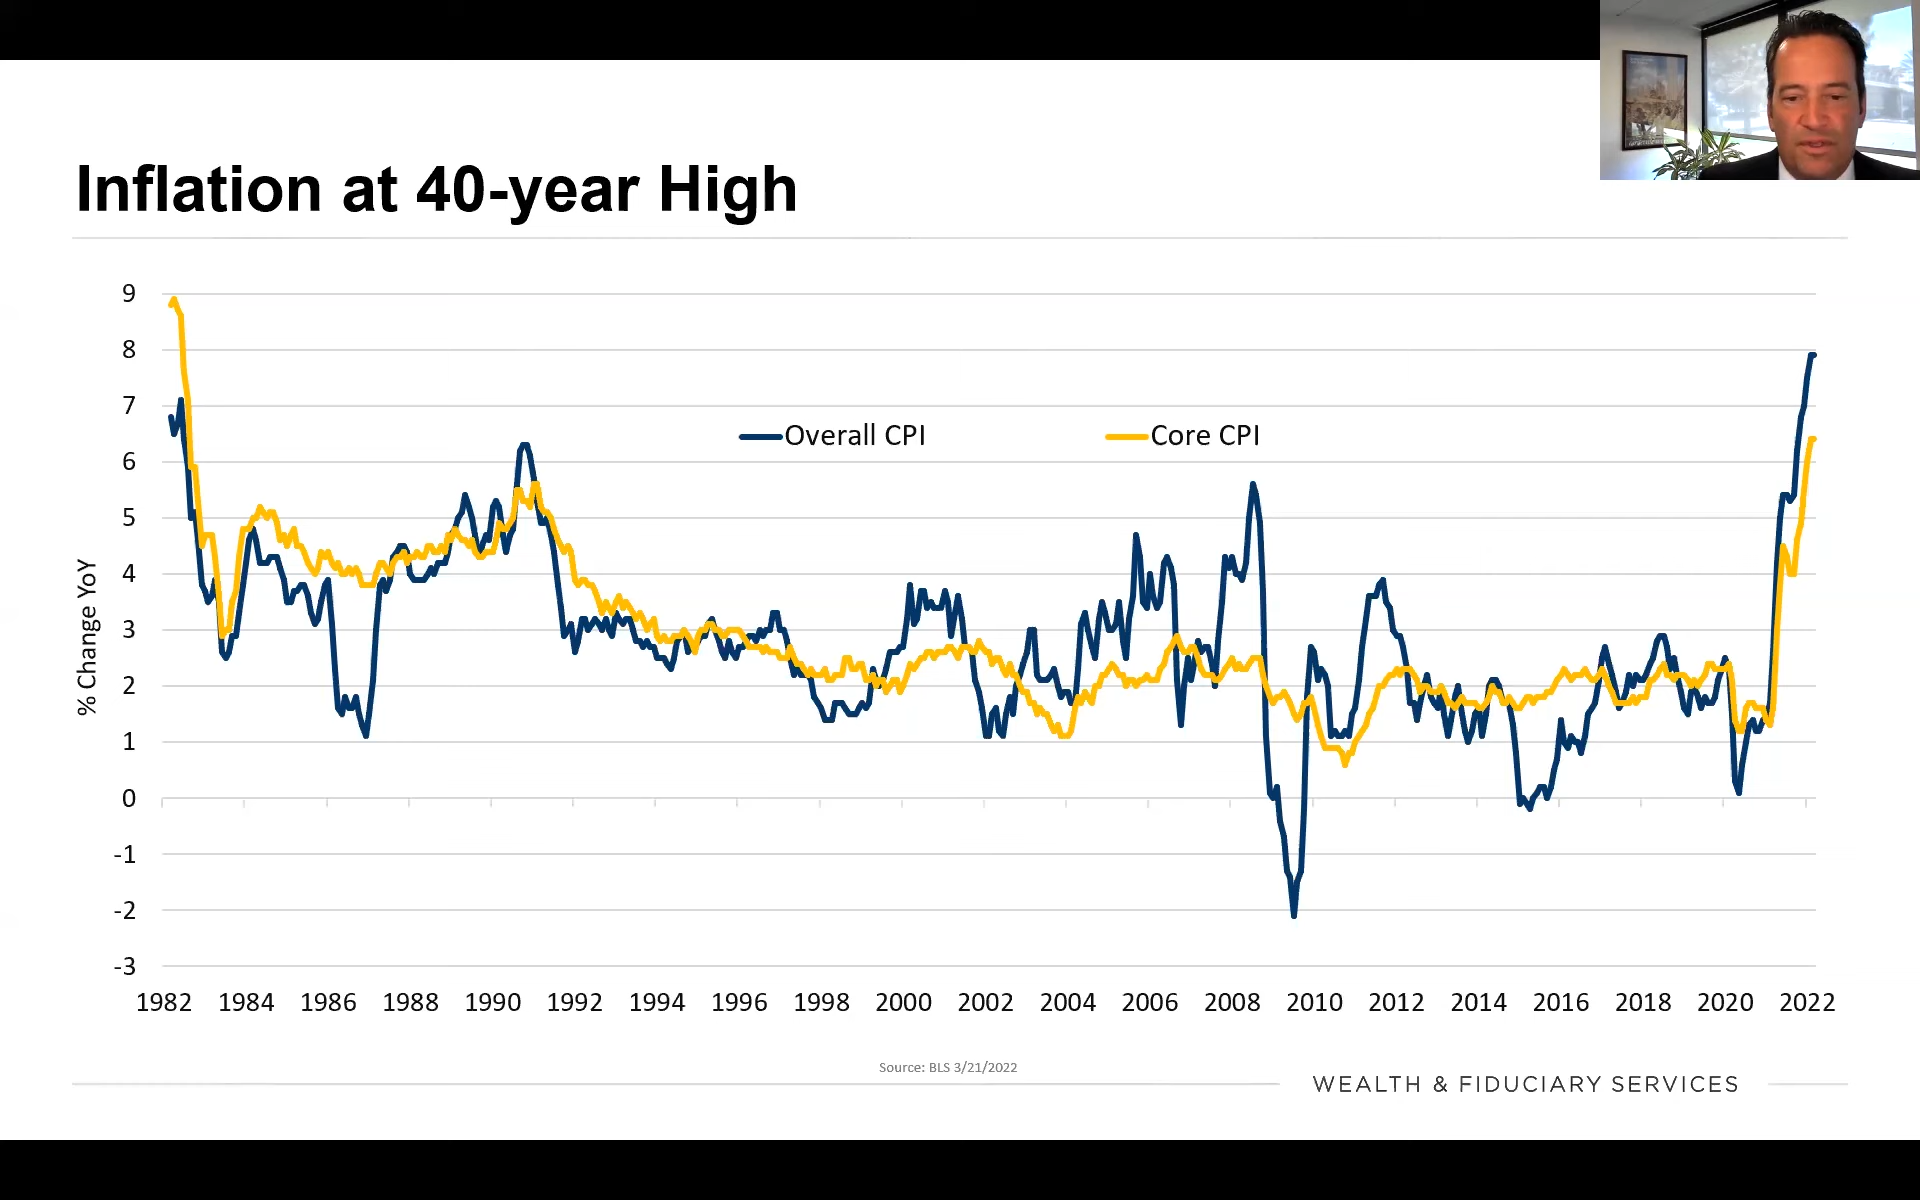 Inflation at 40-year High
9
8
7
6
5
4
3
2
1
0
-1
-2
-3
% Change YoY
Overall CPI
Core CPI
1982 1984 1986 1988 1990 1992 1994 1996 1998 2000 2002 2004 2006 2008 2010 2012 2014 2016 2018 2020 2022
Source: BLS 3/21/2022
WEALTH & FIDUCIARY SERVICES